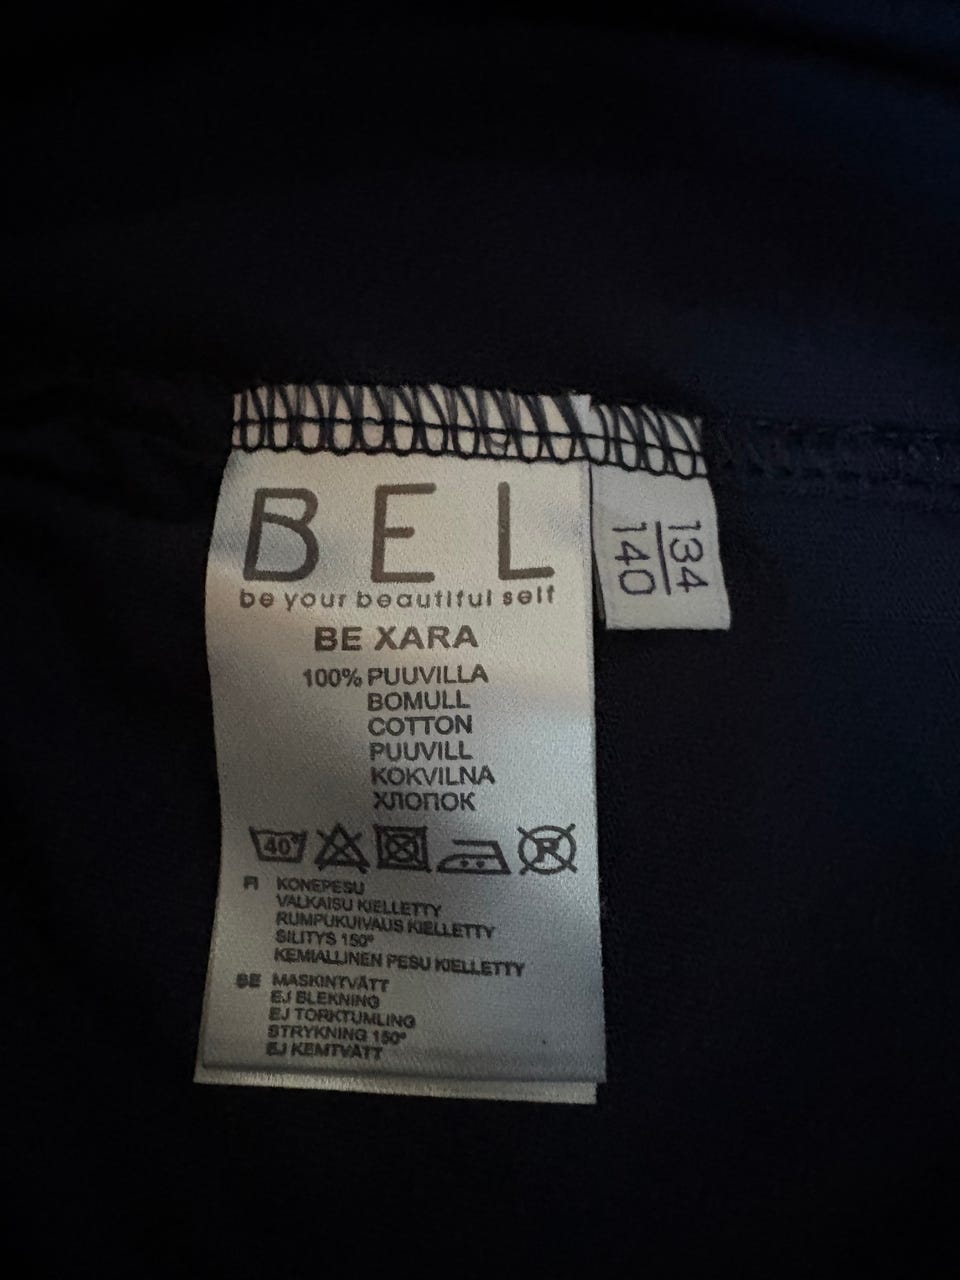 BEL
be your beautiful self
BE XARA
100% PUUVILLA
BOMULL
COTTON
PUUVILL
KOKVILNA
ХЛОПОК
40°
R
FI KONEPESU
VALKAISU KIELLETTY
RUMPUKUIVAUS KIELLETTY
SILITYS 150°
KEMIALLINEN PESU KIELLETTY
SE MASKINTVÄTT
EJ BLEKNING
EJ TORKTUMLING
STRYKNING 150°
EJ KEMTVÄTT
134
140